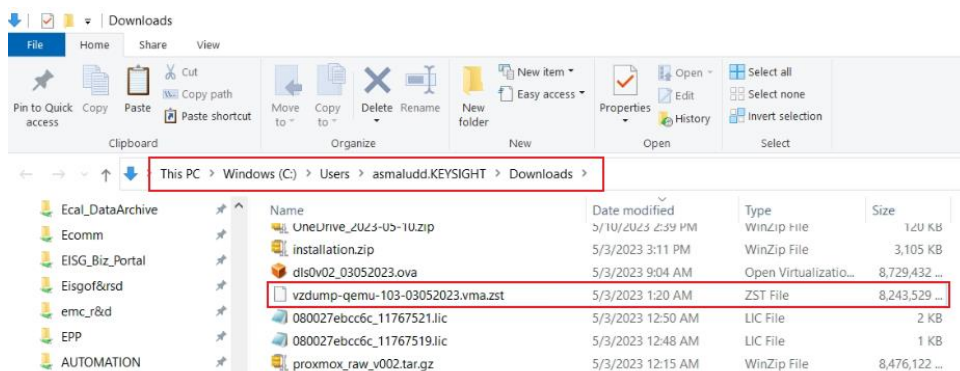 Downloads
File Home Share View
Pin to Quick access
Copy
Paste
Cut
Copy path
Paste shortcut
Clipboard
Move to
Copy to
Delete
Rename
Organize
New folder
New item
Easy access
New
Properties
Open
Edit
History
Open
Select all
Select none
Invert selection
Select
This PC > Windows (C:) > Users > asmaludd.KEYSIGHT > Downloads >
Ecal_DataArchive
Ecomm
EISG_Biz_Portal
Eisgof&rsd
emc_r&d
EPP
AUTOMATION
Name Date modified Type Size
OneDrive_2023-05-10.zip 5/10/2023 2:39 PM WinZip File 120 KB
installation.zip 5/3/2023 3:11 PM WinZip File 3,105 KB
dls0v02_03052023.ova 5/3/2023 9:04 AM Open Virtualizatio... 8,729,432 ...
vzdump-qemu-103-03052023.vma.zst 5/3/2023 1:20 AM ZST File 8,243,529 ...
080027ebcc6c_11767521.lic 5/3/2023 12:50 AM LIC File 2 KB
080027ebcc6c_11767519.lic 5/3/2023 12:48 AM LIC File 1 KB
proxmox_raw_v002.tar.gz 5/3/2023 12:15 AM WinZip File 8,476,122 ...